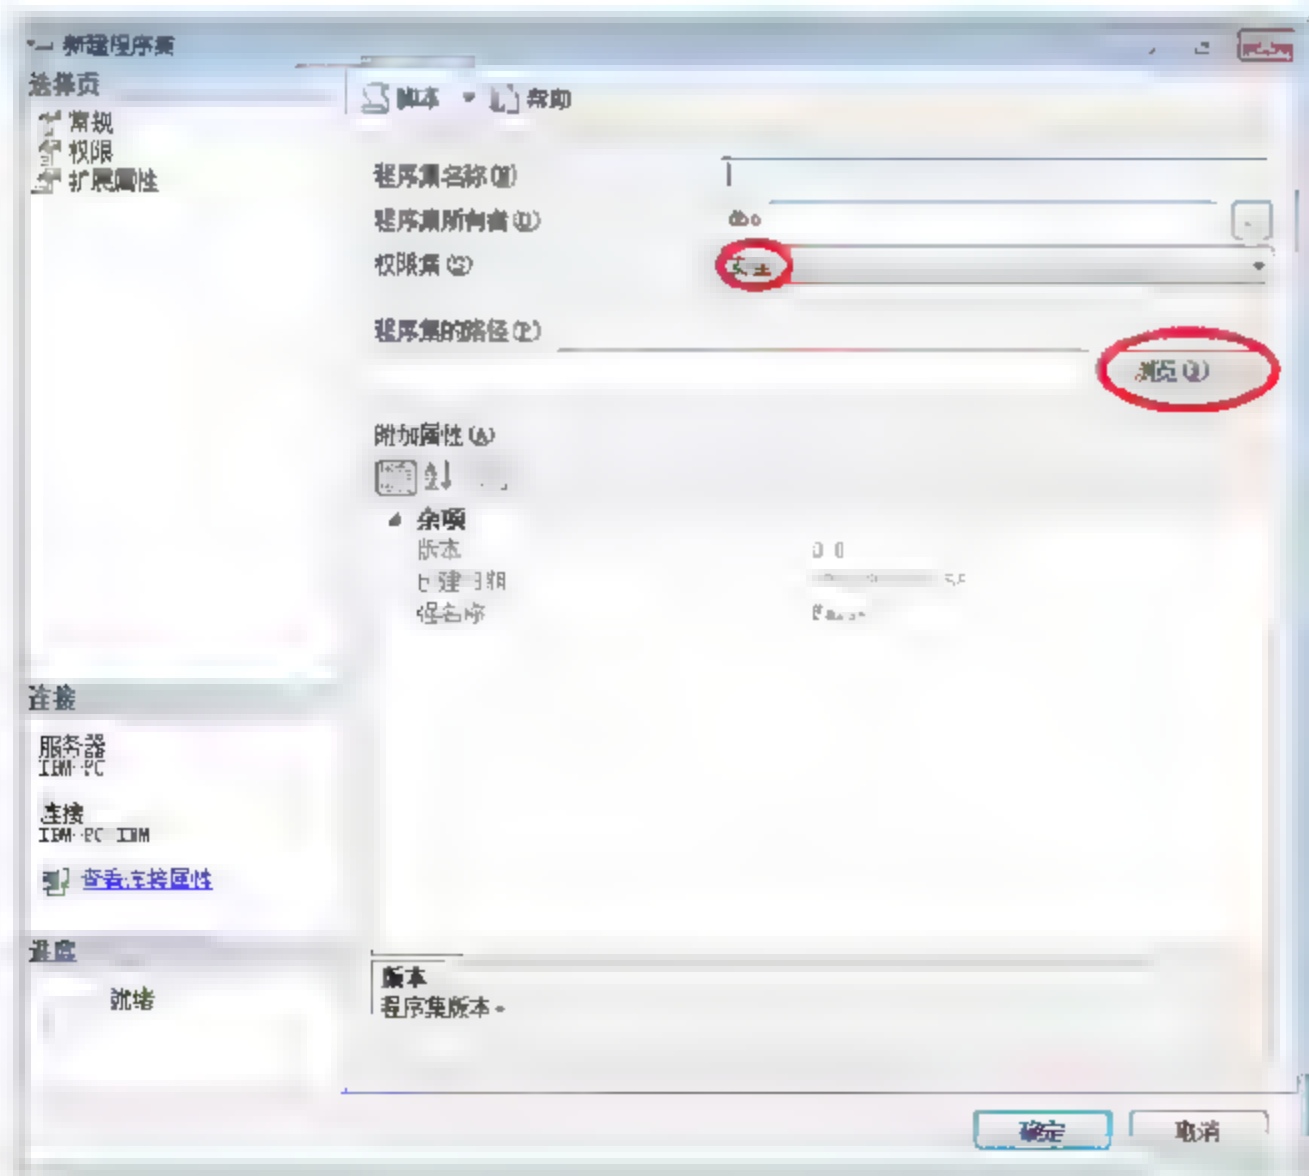 新建程序集
选择页
常规
权限
扩展属性
脚本 帮助
程序集名称(N)
程序集所有者(O)
dbo
权限集(S)
安全
程序集的路径(P)
浏览(B)
附加属性(A)
杂项
版本
0 0
创建日期
强名称
连接
服务器
IBM-PC
连接
IBM-PC IBM
查看连接属性
进度
就绪
版本
程序集版本。
确定
取消